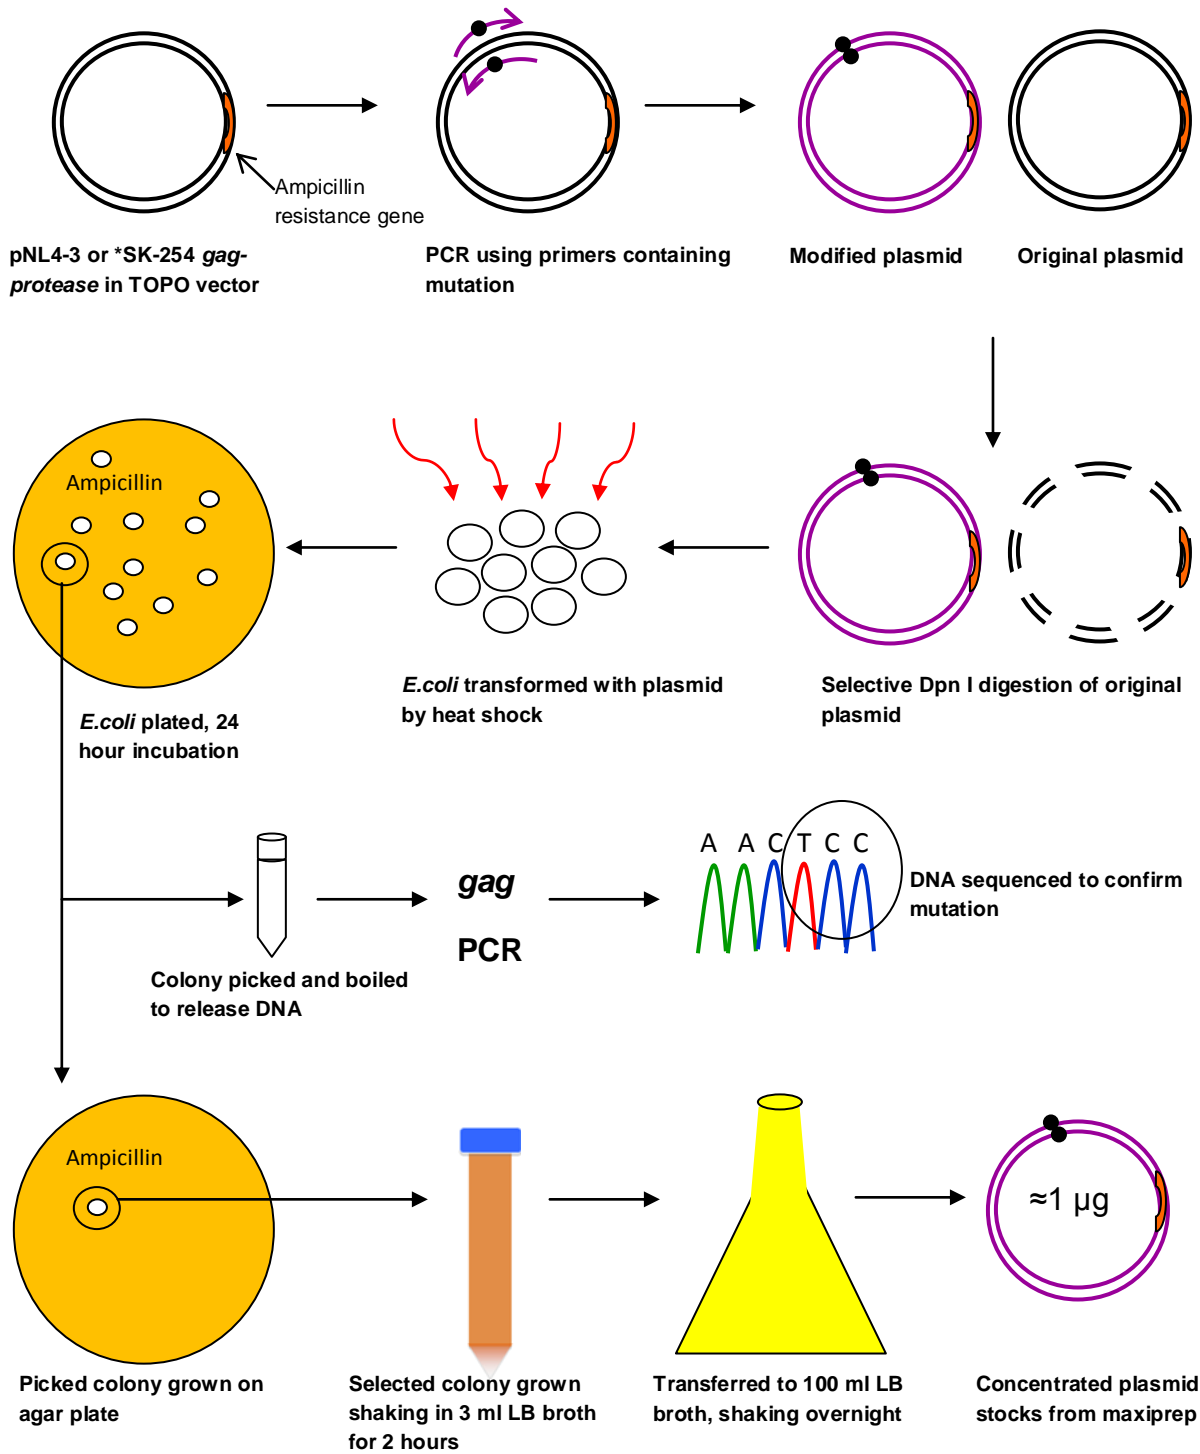 Ampicillin
resistance gene
pNL4-3 or *SK-254 gag-
protease in TOPO vector
PCR using primers containing
mutation
Modified plasmid
Original plasmid
Ampicillin
E.coli plated, 24
hour incubation
E.coli transformed with plasmid
by heat shock
Selective Dpn I digestion of original
plasmid
Colony picked and boiled
to release DNA
gag
PCR
A A C T C C
DNA sequenced to confirm
mutation
Ampicillin
≈1 µg
Picked colony grown on
agar plate
Selected colony grown
shaking in 3 ml LB broth
for 2 hours
Transferred to 100 ml LB
broth, shaking overnight
Concentrated plasmid
stocks from maxiprep